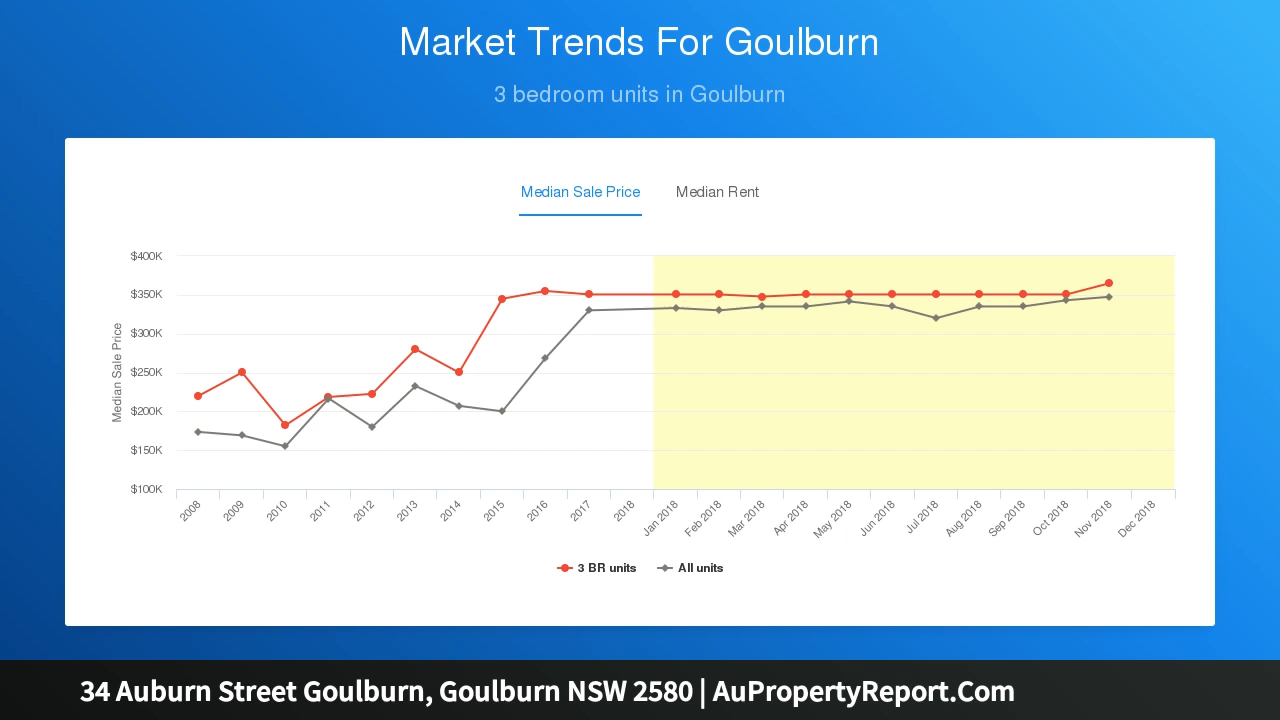 Market Trends For Goulburn
3 bedroom units in Goulburn
Median Sale Price
Median Rent
Median Sale Price
$400K
$350K
$300K
$250K
$200K
$150K
$100K
2008
2009
2010
2011
2012
2013
2014
2015
2016
2017
2018
Jan 2018
Feb 2018
Mar 2018
Apr 2018
May 2018
Jun 2018
Jul 2018
Aug 2018
Sep 2018
Oct 2018
Nov 2018
Dec 2018
3 BR units
All units
34 Auburn Street Goulburn, Goulburn NSW 2580 | AuPropertyReport.Com